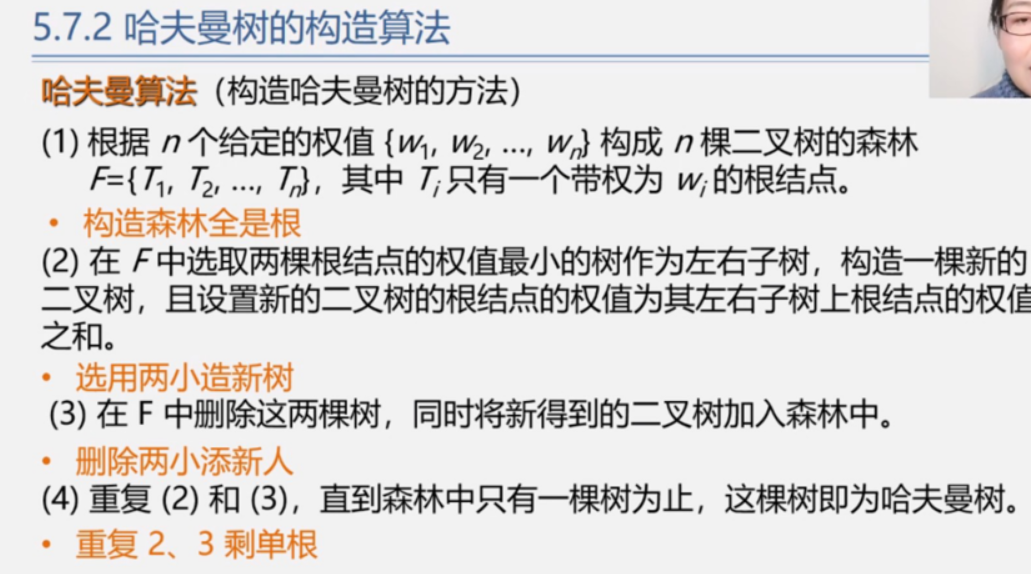 5.7.2 哈夫曼树的构造算法
哈夫曼算法（构造哈夫曼树的方法）
(1) 根据 n 个给定的权值 {w₁, w₂, …, wₙ} 构成 n 棵二叉树的森林
F={T₁, T₂, …, Tₙ}，其中 Tᵢ 只有一个带权为 wᵢ 的根结点。
• 构造森林全是根
(2) 在 F 中选取两棵根结点的权值最小的树作为左右子树，构造一棵新的
二叉树，且设置新的二叉树的根结点的权值为其左右子树上根结点的权值
之和。
• 选用两小造新树
(3) 在 F 中删除这两棵树，同时将新得到的二叉树加入森林中。
• 删除两小添新人
(4) 重复 (2) 和 (3)，直到森林中只有一棵树为止，这棵树即为哈夫曼树。
• 重复 2、3 剩单根